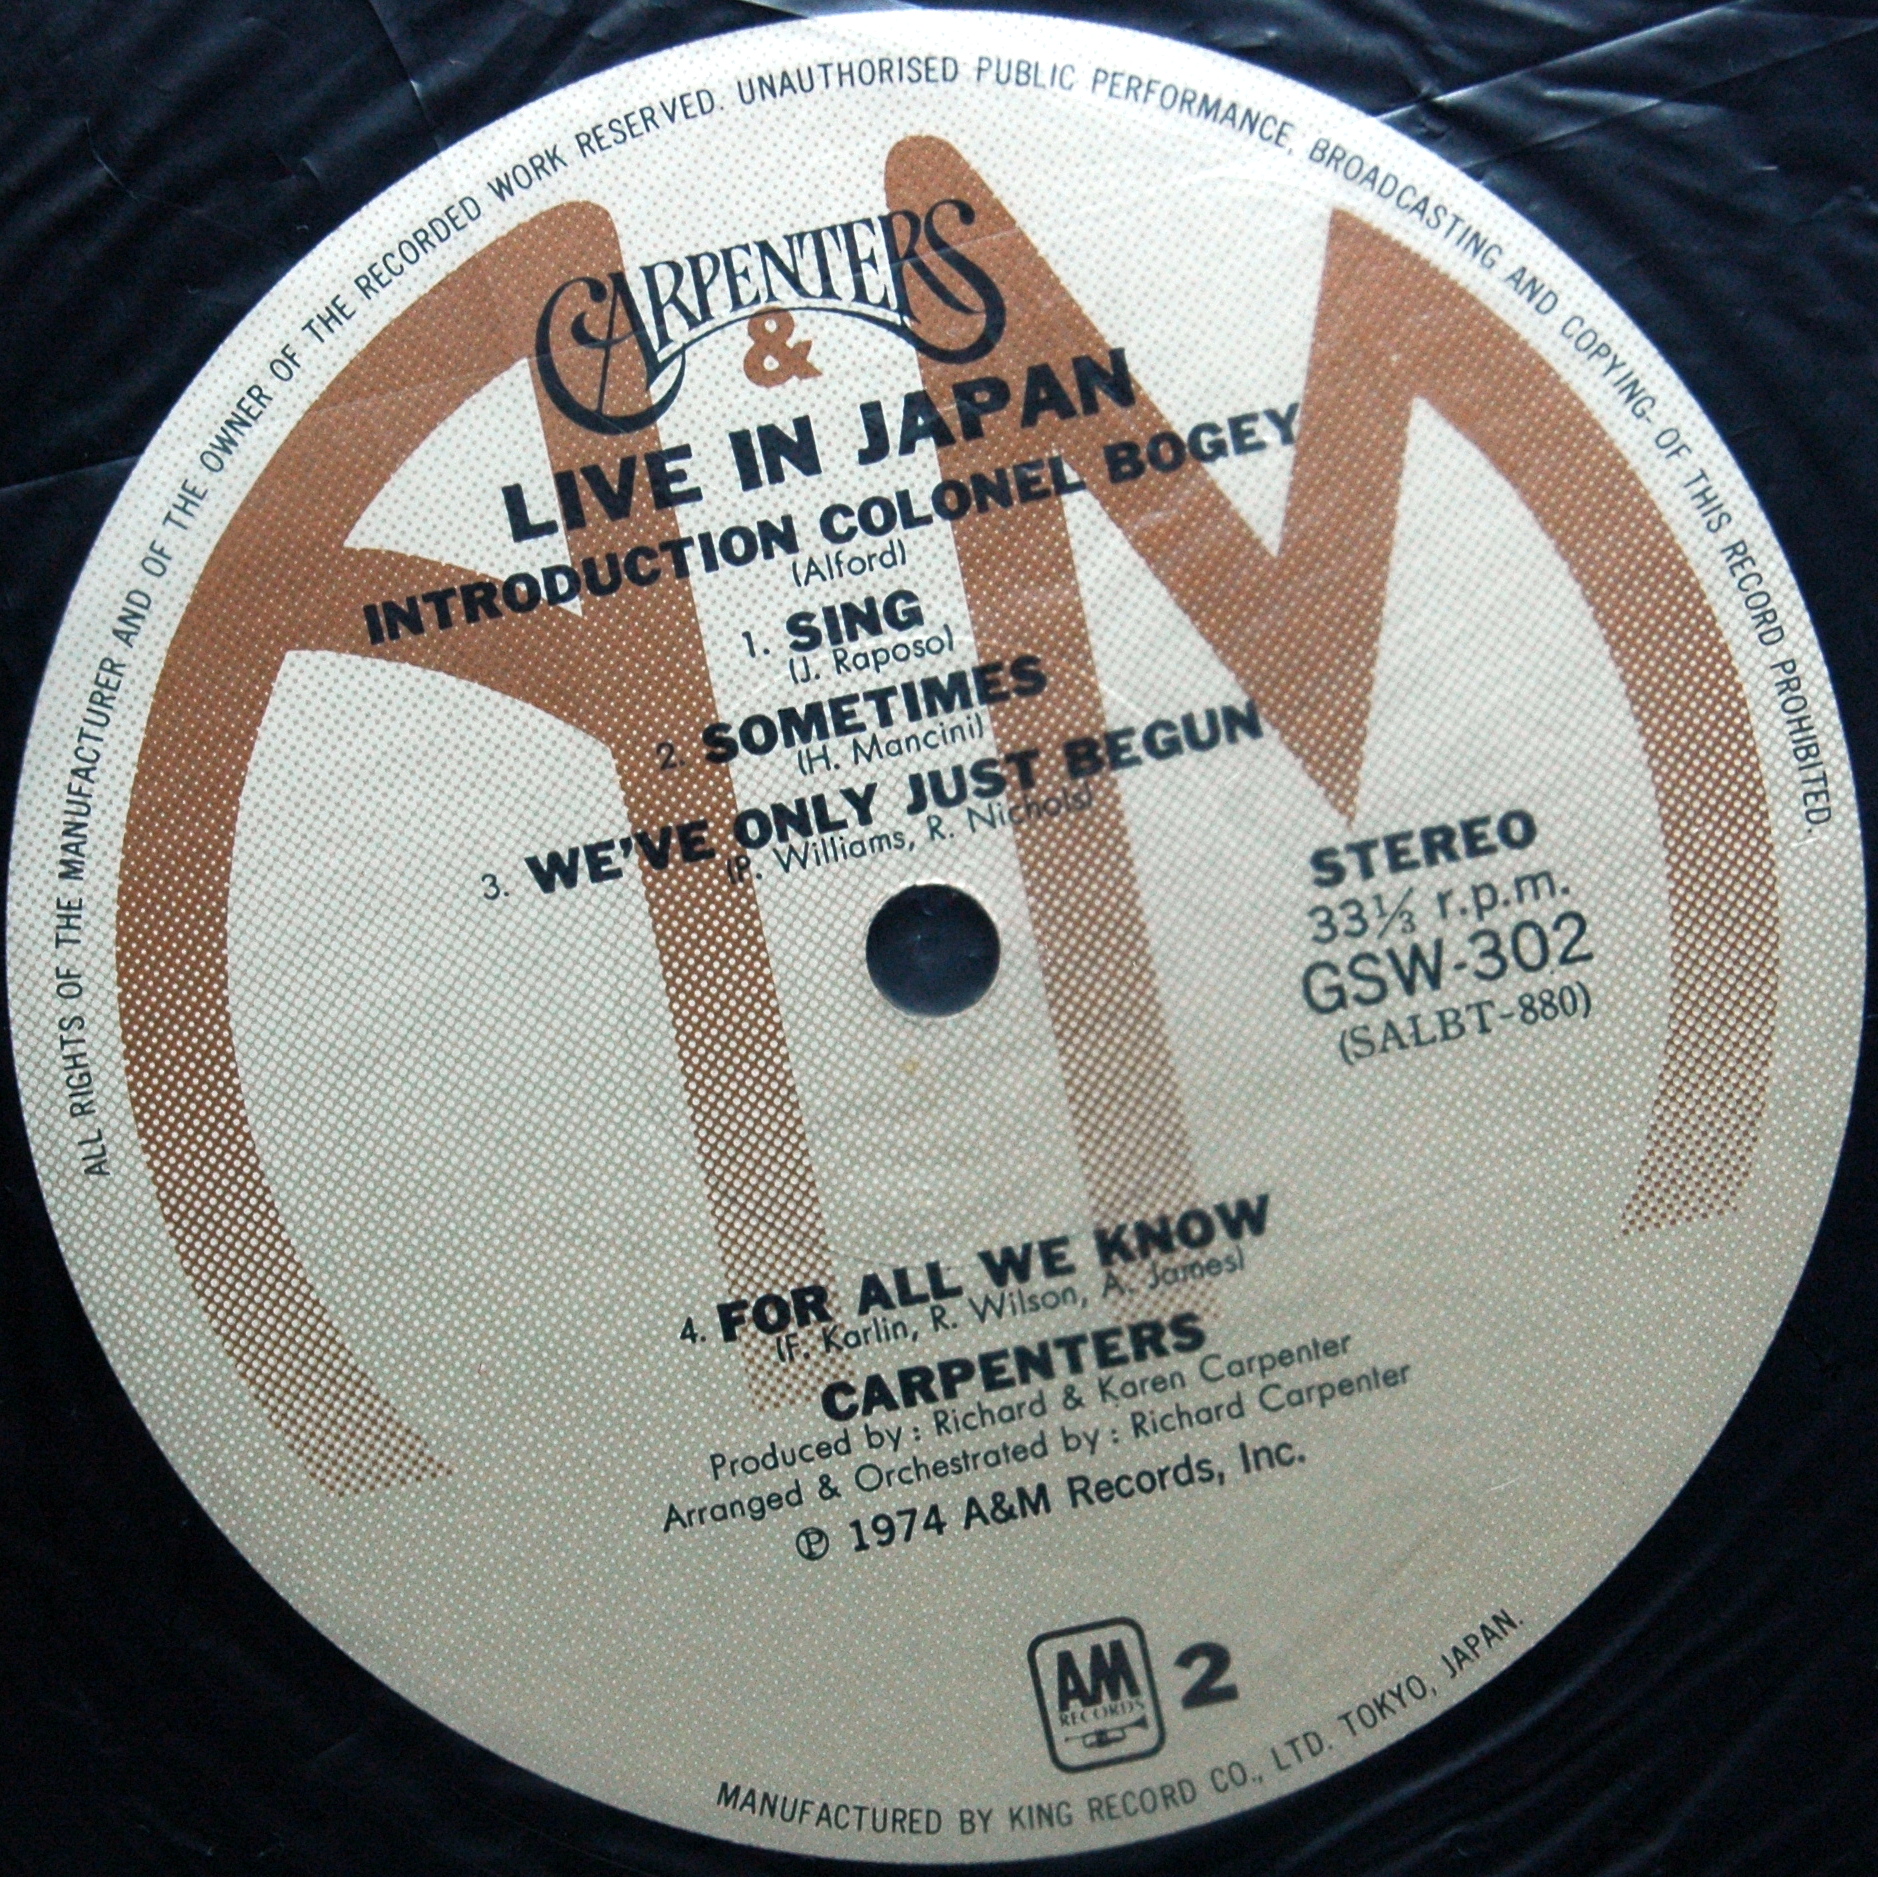 ALL RIGHTS OF THE MANUFACTURER AND OF THE OWNER OF THE RECORDED WORK RESERVED. UNAUTHORISED PUBLIC PERFORMANCE, BROADCASTING AND COPYING- OF THIS RECORD PROHIBITED.
CARPENTERS
&
LIVE IN JAPAN
INTRODUCTION COLONEL BOGEY
(Alford)
1. SING
(J. Raposo)
2. SOMETIMES
(H. Mancini)
3. WE'VE ONLY JUST BEGUN
(P. Williams, R. Nichols)
STEREO
33⅓ r.p.m.
GSW-302
(SALBT-880)
4. FOR ALL WE KNOW
(F. Karlin, R. Wilson, A. James)
CARPENTERS
Produced by : Richard & Karen Carpenter
Arranged & Orchestrated by : Richard Carpenter
℗ 1974 A&M Records, Inc.
AM
RECORDS
2
MANUFACTURED BY KING RECORD CO., LTD. TOKYO, JAPAN.